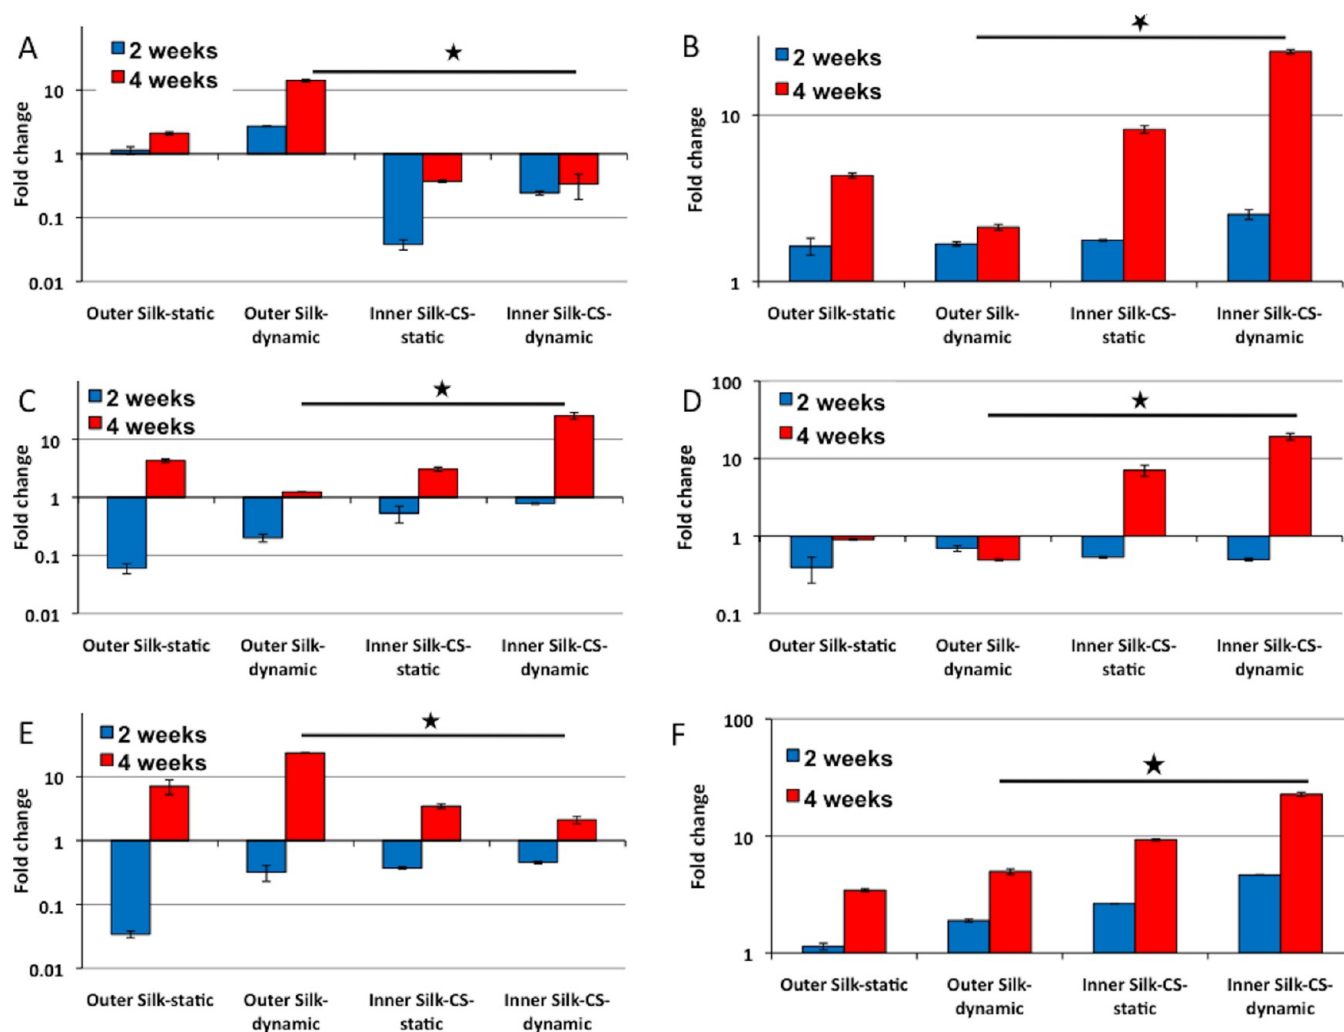 A
2 weeks
4 weeks
Fold change
10
1
0.1
0.01
Outer Silk-static
Outer Silk-
dynamic
Inner Silk-CS-
static
Inner Silk-CS-
dynamic
B
2 weeks
4 weeks
Fold change
10
1
Outer Silk-static
Outer Silk-
dynamic
Inner Silk-CS-
static
Inner Silk-CS-
dynamic
C
2 weeks
4 weeks
Fold change
10
1
0.1
0.01
Outer Silk-static
Outer Silk-
dynamic
Inner Silk-CS-
static
Inner Silk-CS-
dynamic
D
2 weeks
4 weeks
Fold change
100
10
1
0.1
Outer Silk-static
Outer Silk-
dynamic
Inner Silk-CS-
static
Inner Silk-CS-
dynamic
E
2 weeks
4 weeks
Fold change
10
1
0.1
0.01
Outer Silk-static
Outer Silk-
dynamic
Inner Silk-CS-
static
Inner Silk-CS-
dynamic
F
2 weeks
4 weeks
Fold change
100
10
1
Outer Silk-static
Outer Silk-
dynamic
Inner Silk-CS-
static
Inner Silk-CS-
dynamic